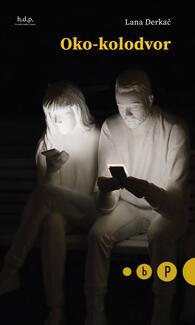 h.d.p.
Lana Derkač
Oko-kolodvor
b
P